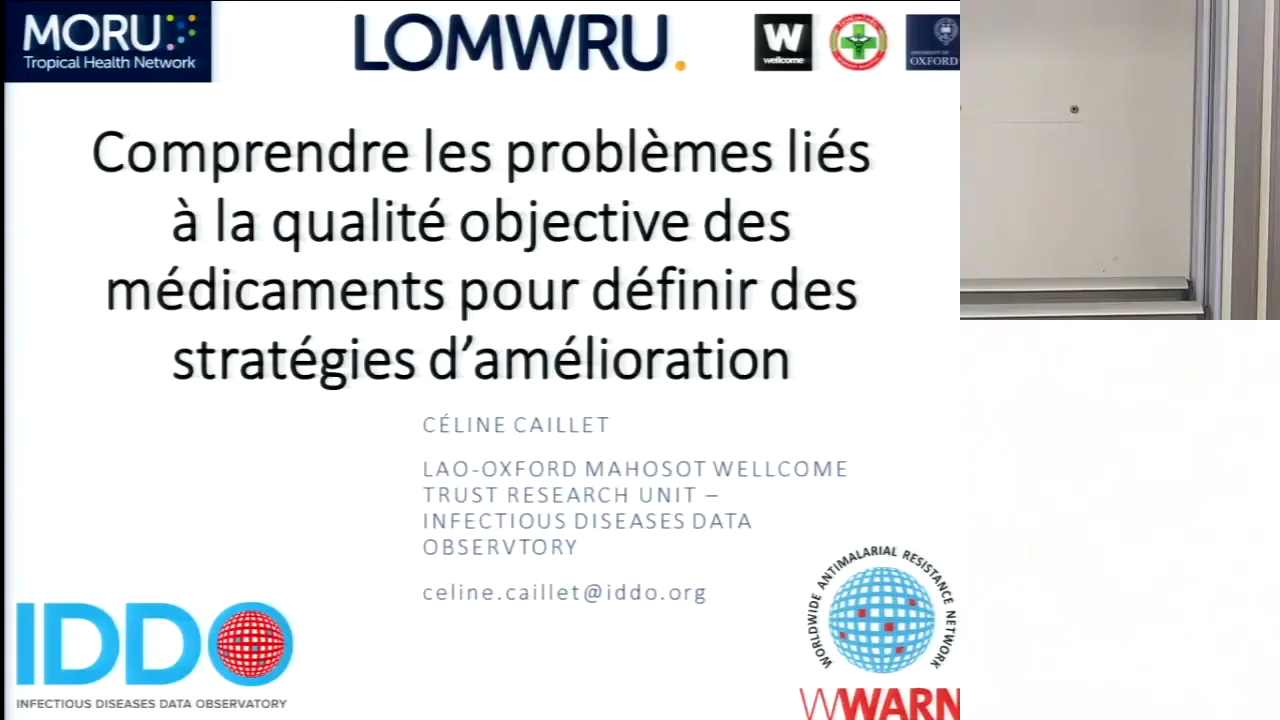 MORU
Tropical Health Network
LOMWRU.
W
wellcome
UNIVERSITY OF
OXFORD
Comprendre les problèmes liés
à la qualité objective des
médicaments pour définir des
stratégies d’amélioration
CÉLINE CAILLET
LAO-OXFORD MAHOSOT WELLCOME
TRUST RESEARCH UNIT –
INFECTIOUS DISEASES DATA
OBSERVTORY
celine.caillet@iddo.org
IDDO
INFECTIOUS DISEASES DATA OBSERVATORY
WORLDWIDE ANTIMALARIAL RESISTANCE NETWORK
WWARN